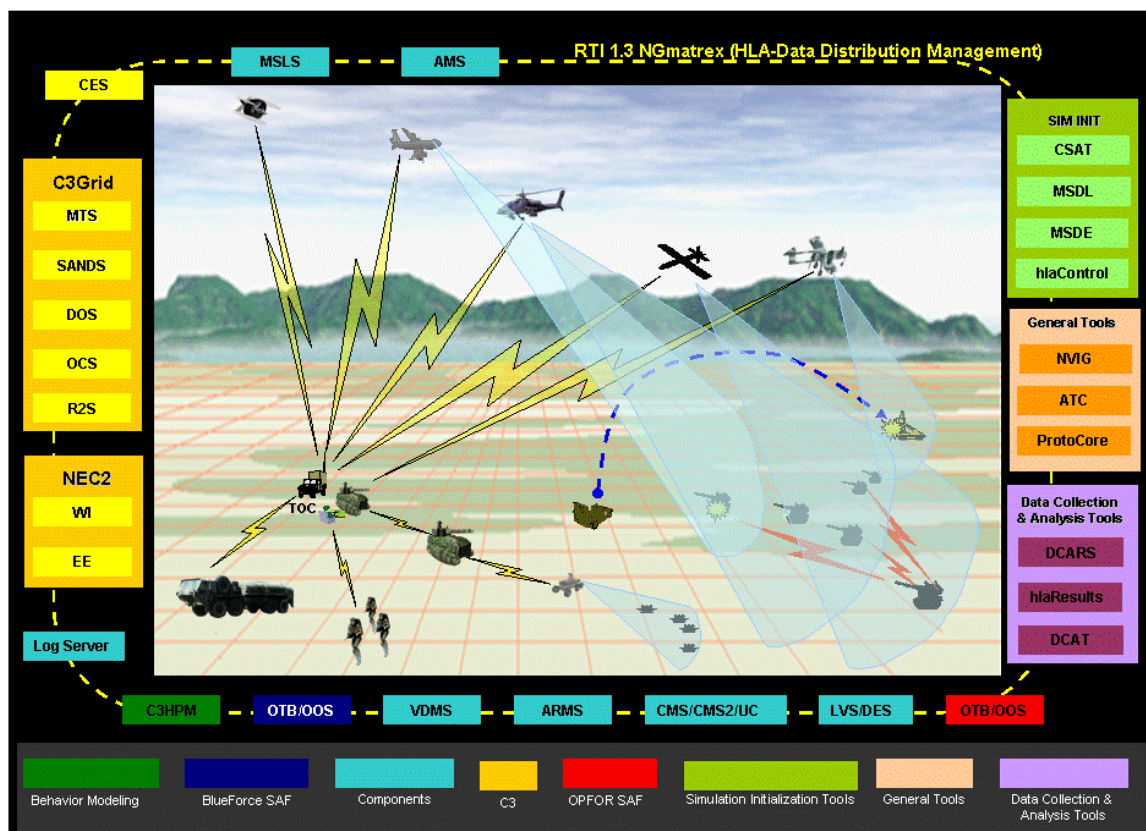 RTI 1.3 NGmatrex (HLA-Data Distribution Management)
MSLS
AMS
CES
C3Grid
MTS
SANDS
DOS
OCS
R2S
NEC2
WI
EE
Log Server
TOC
SIM INIT
CSAT
MSDL
MSDE
hlaControl
General Tools
NVIG
ATC
ProtoCore
Data Collection
& Analysis Tools
DCARS
hlaResults
DCAT
C3HPM
OTB/OOS
VDMS
ARMS
CMS/CMS2/UC
LVS/DES
OTB/OOS
Behavior Modeling
BlueForce SAF
Components
C3
OPFOR SAF
Simulation Initialization Tools
General Tools
Data Collection &
Analysis Tools